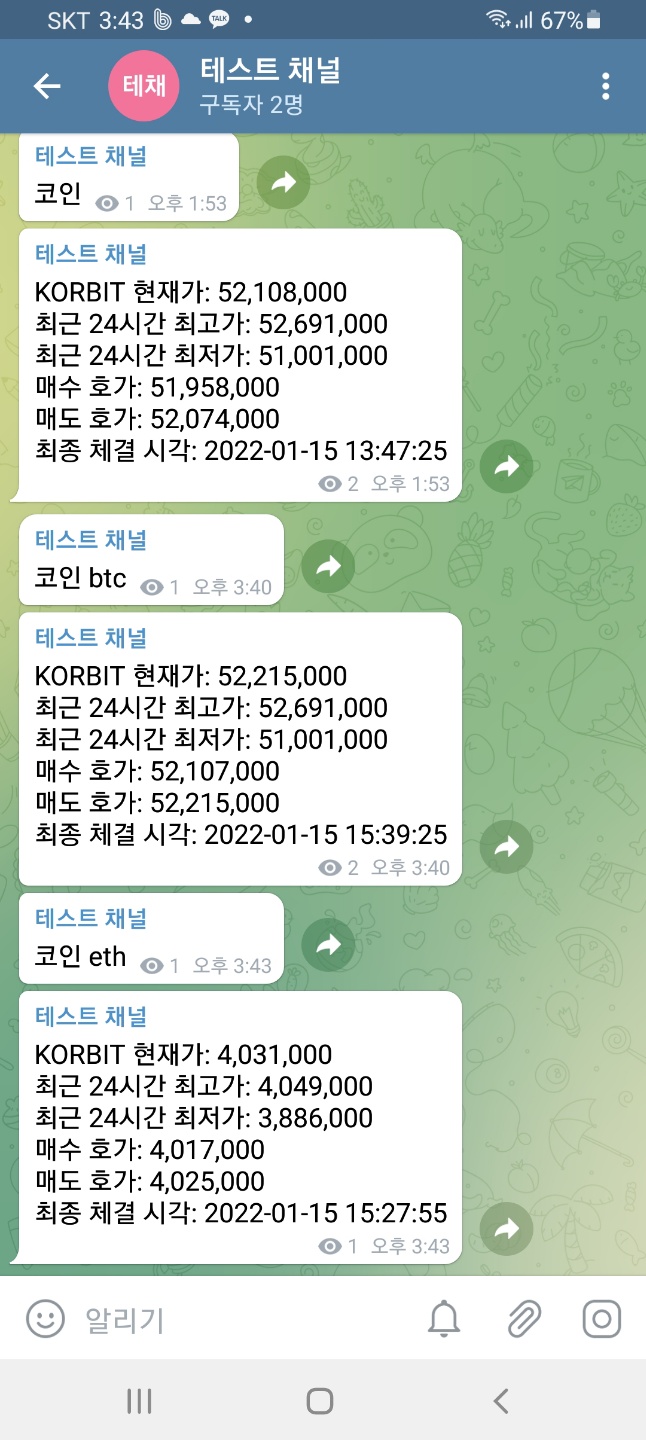 SKT 3:43 TALK 67%
테채
테스트 채널
구독자 2명
테스트 채널
코인 1 오후 1:53
테스트 채널
KORBIT 현재가: 52,108,000
최근 24시간 최고가: 52,691,000
최근 24시간 최저가: 51,001,000
매수 호가: 51,958,000
매도 호가: 52,074,000
최종 체결 시각: 2022-01-15 13:47:25
2 오후 1:53
테스트 채널
코인 btc 1 오후 3:40
테스트 채널
KORBIT 현재가: 52,215,000
최근 24시간 최고가: 52,691,000
최근 24시간 최저가: 51,001,000
매수 호가: 52,107,000
매도 호가: 52,215,000
최종 체결 시각: 2022-01-15 15:39:25
2 오후 3:40
테스트 채널
코인 eth 1 오후 3:43
테스트 채널
KORBIT 현재가: 4,031,000
최근 24시간 최고가: 4,049,000
최근 24시간 최저가: 3,886,000
매수 호가: 4,017,000
매도 호가: 4,025,000
최종 체결 시각: 2022-01-15 15:27:55
1 오후 3:43
알리기